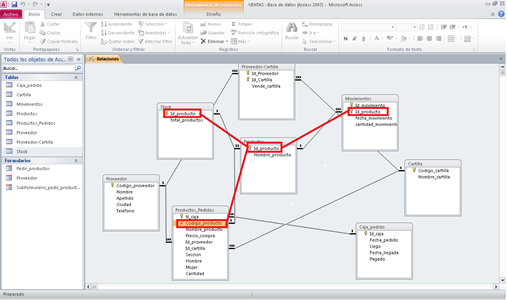 Herramientas de relaciones
VENTAS : Base de datos (Access 2007) - Microsoft Access
Archivo Inicio Crear Datos externos Herramientas de base de datos Diseño
Ver
Pegar
Cortar
Copiar
Copiar formato
Filtro
Ascendente
Descendente
Quitar orden
Selección
Avanzadas
Alternar filtro
Actualizar todo
Nuevo
Guardar
Eliminar
Totales
Revisión ortográfica
Más
Buscar
Reemplazar
Ir a
Seleccionar
Vistas Portapapeles Ordenar y filtrar Registros Buscar Formato de texto
Todos los objetos de Acc...
Buscar...
Tablas
Caja_pedido
Cartilla
Movimientos
Productos
Productos_Pedidos
Proveedor
Proveedor-Cartilla
Stock
Formularios
Pedir_productos
Productos
Subformulario_pedir_produc...
Relaciones
Proveedor-Cartilla
Id_Proveedor
Id_Cartilla
Vende_cartilla
Stock
Id_producto
total_productos
Movimientos
Id_movimiento
Id_producto
fecha_movimiento
cantidad_movimiento
Productos
Id_producto
Nombre_producto
Cartilla
Codigo_cartilla
Nombre_cartilla
Proveedor
Codigo_proveedor
Nombre
Apellido
Ciudad
Telefono
Productos_Pedidos
N_caja
Codigo_producto
Nombre_producto
Precio_compra
Id_proveedor
Id_cartilla
Seccion
Hombre
Mujer
Cantidad
Caja_pedido
Id_caja
Fecha_pedido
Llego
Fecha_llegada
Pagado
Preparado